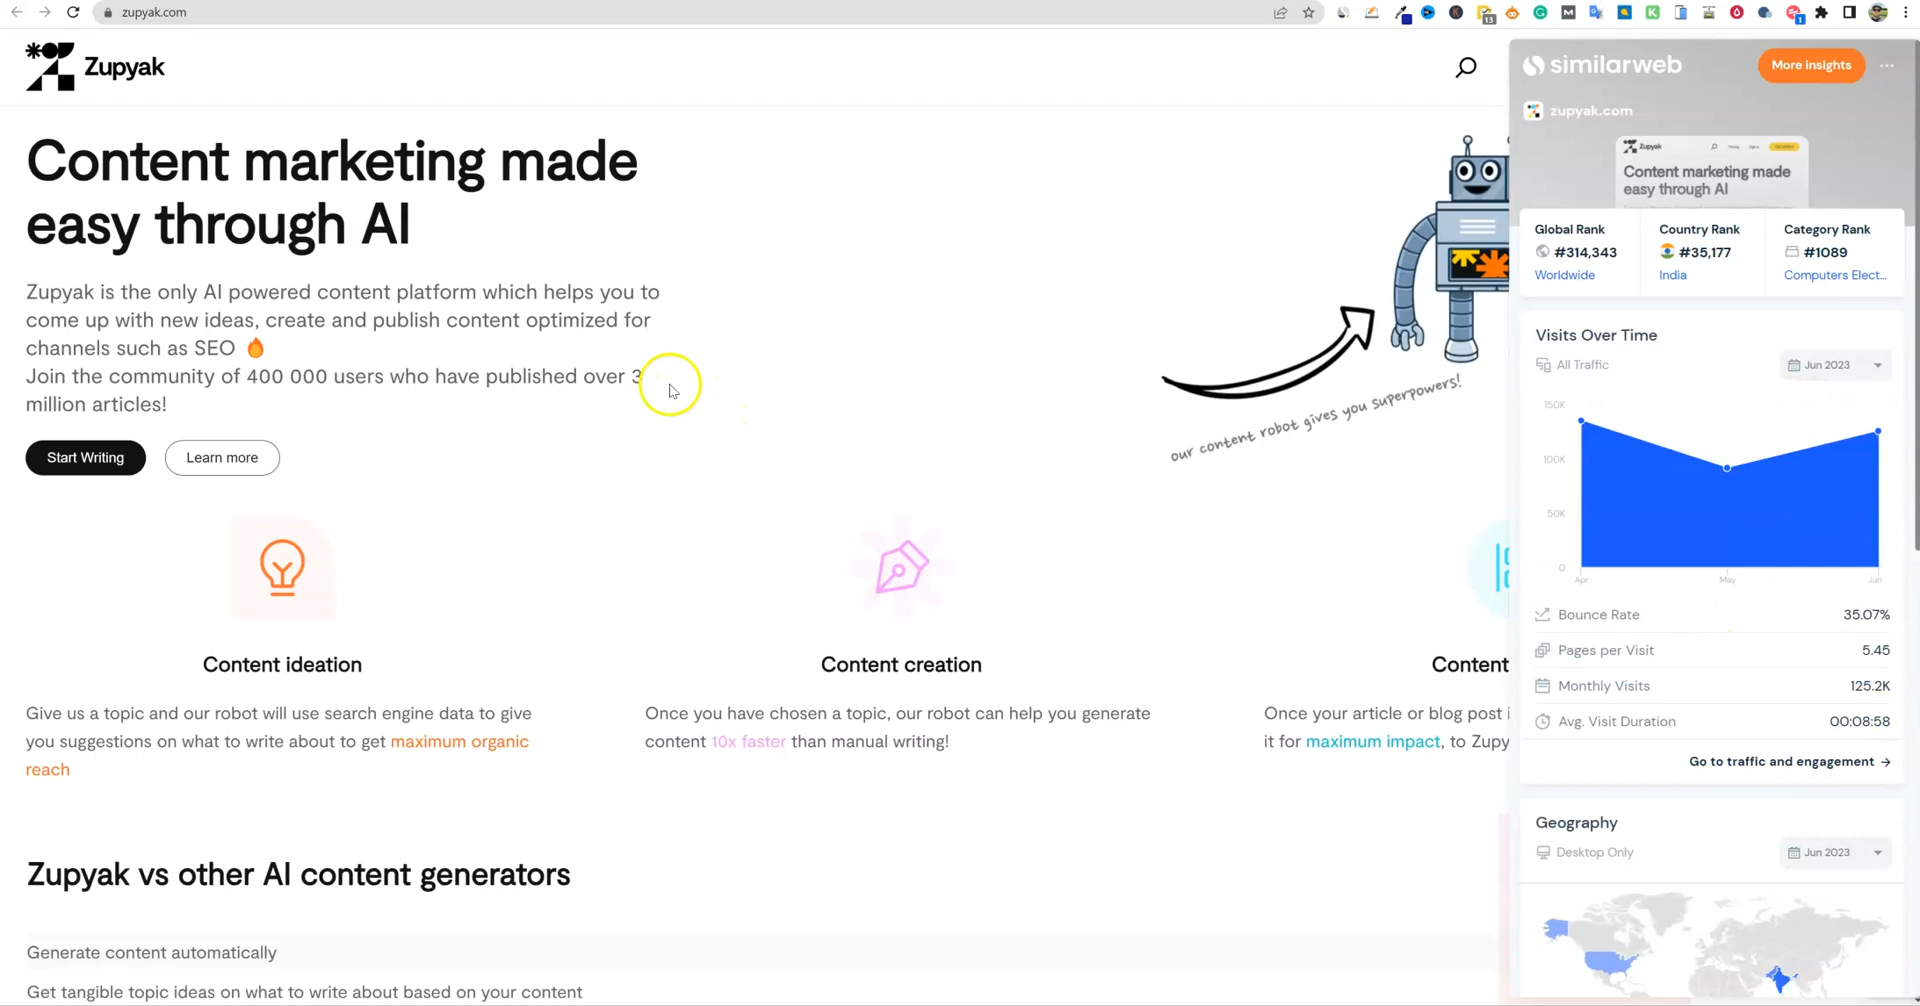 zupyak.com
Zupyak
Content marketing made
easy through AI
Zupyak is the only AI powered content platform which helps you to
come up with new ideas, create and publish content optimized for
channels such as SEO 🔥
Join the community of 400 000 users who have published over 3
million articles!
Start Writing
Learn more
our content robot gives you superpowers!
Content ideation
Give us a topic and our robot will use search engine data to give
you suggestions on what to write about to get maximum organic
reach
Content creation
Once you have chosen a topic, our robot can help you generate
content 10x faster than manual writing!
Content
Once your article or blog post i
it for maximum impact, to Zupy
Zupyak vs other AI content generators
Generate content automatically
Get tangible topic ideas on what to write about based on your content
13
1
similarweb
More insights
zupyak.com
Zupyak
Content marketing made
easy through AI
Global Rank
#314,343
Worldwide
Country Rank
#35,177
India
Category Rank
#1089
Computers Elect...
Visits Over Time
All Traffic
Jun 2023
150K
100K
50K
0
Apr
May
Jun
Bounce Rate 35.07%
Pages per Visit 5.45
Monthly Visits 125.2K
Avg. Visit Duration 00:08:58
Go to traffic and engagement →
Geography
Desktop Only
Jun 2023